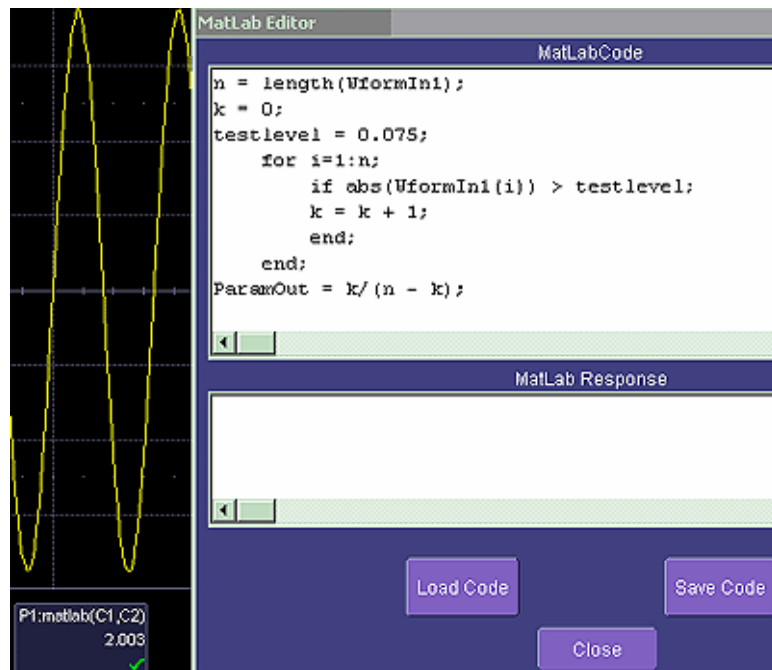 MatLab Editor
MatLabCode
n = length(WformIn1);
k = 0;
testlevel = 0.075;
for i=1:n;
if abs(WformIn1(i)) > testlevel;
k = k + 1;
end;
end;
ParamOut = k/(n - k);
MatLab Response
Load Code
Save Code
Close
P1:matlab(C1,C2)
2.003